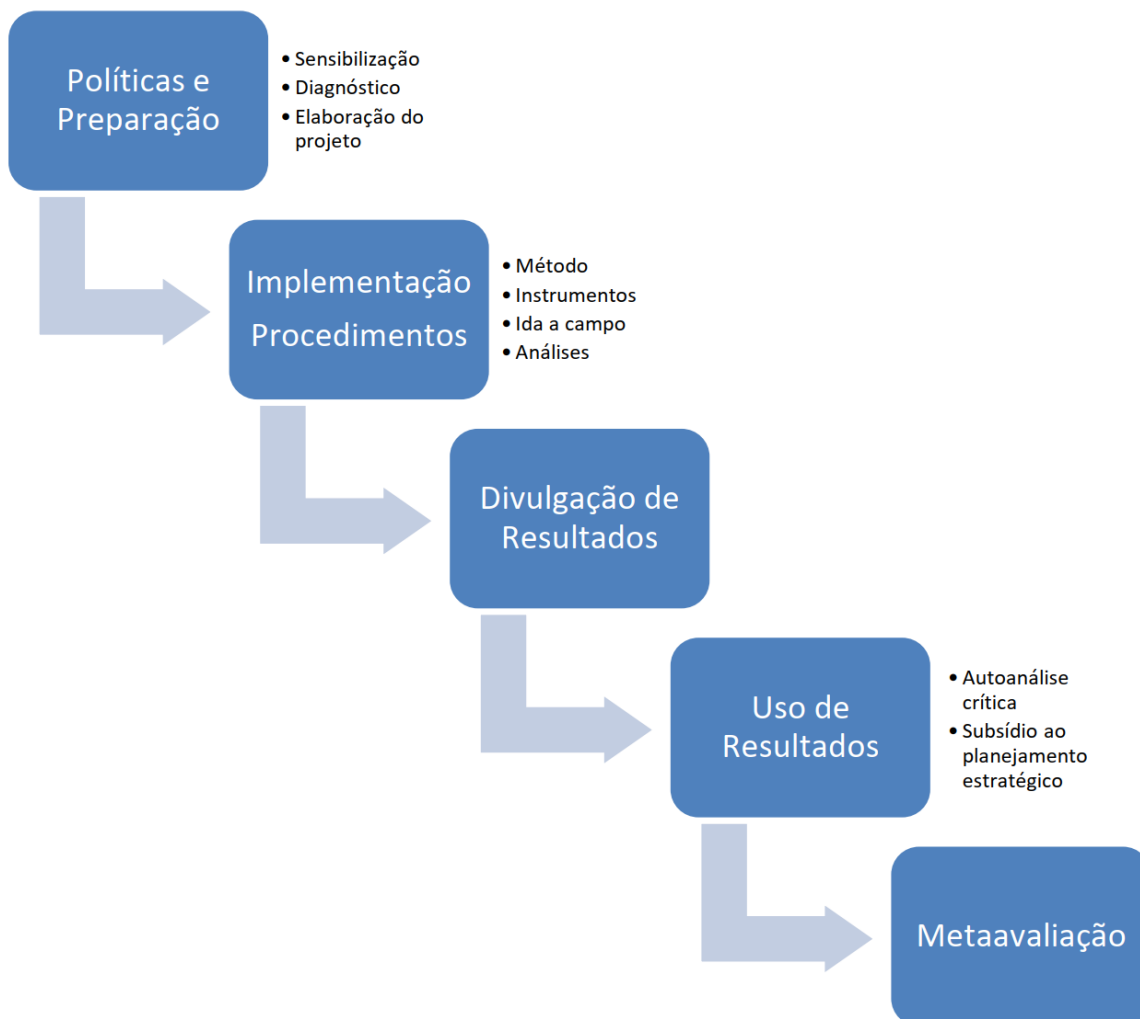 Políticas e
Preparação
• Sensibilização
• Diagnóstico
• Elaboração do
projeto
Implementação
Procedimentos
• Método
• Instrumentos
• Ida a campo
• Análises
Divulgação de
Resultados
Uso de
Resultados
• Autoanálise
crítica
• Subsídio ao
planejamento
estratégico
Metaavaliação